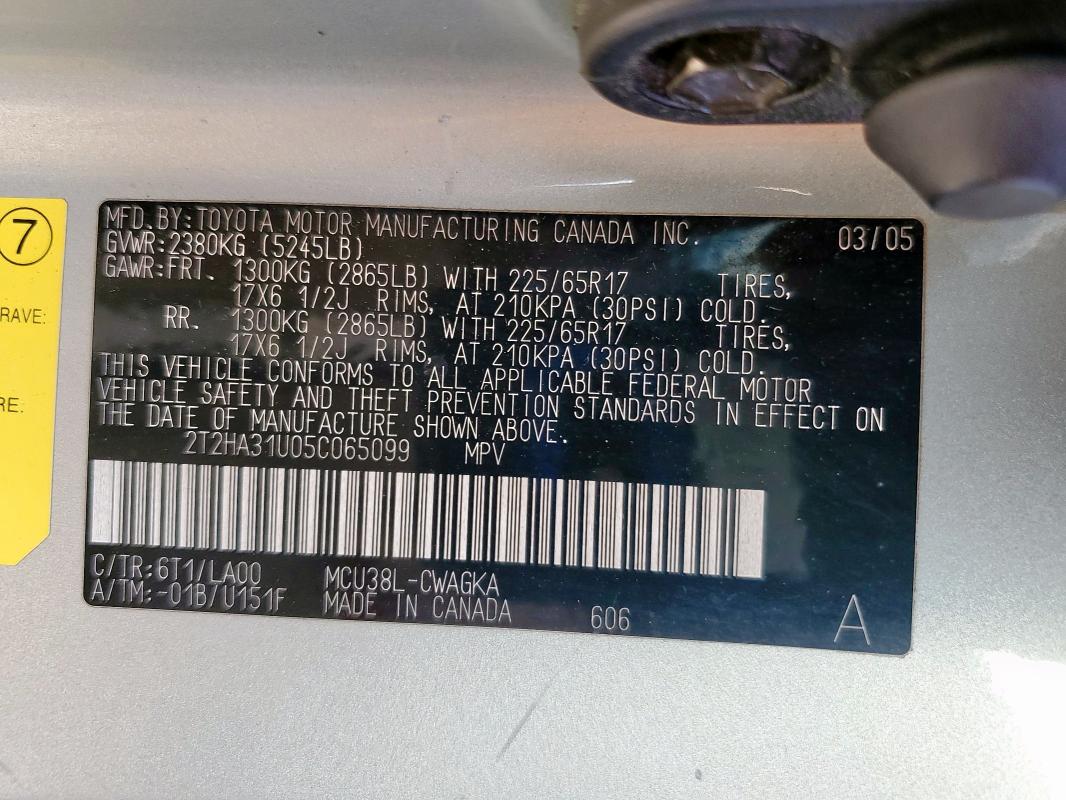 7
RAVE:
RE:
MFD.BY:TOYOTA MOTOR MANUFACTURING CANADA INC. 03/05
GVWR:2380KG (5245LB)
GAWR:FRT. 1300KG (2865LB) WITH 225/65R17 TIRES,
17X6 1/2J RIMS, AT 210KPA (30PSI) COLD.
RR. 1300KG (2865LB) WITH 225/65R17 TIRES,
17X6 1/2J RIMS, AT 210KPA (30PSI) COLD.
THIS VEHICLE CONFORMS TO ALL APPLICABLE FEDERAL MOTOR
VEHICLE SAFETY AND THEFT PREVENTION STANDARDS IN EFFECT ON
THE DATE OF MANUFACTURE SHOWN ABOVE.
2T2HA31U05C065099 MPV
C/TR:6T1/LA00 MCU38L-CWAGKA
A/TM:-01B/U151F MADE IN CANADA 606 A